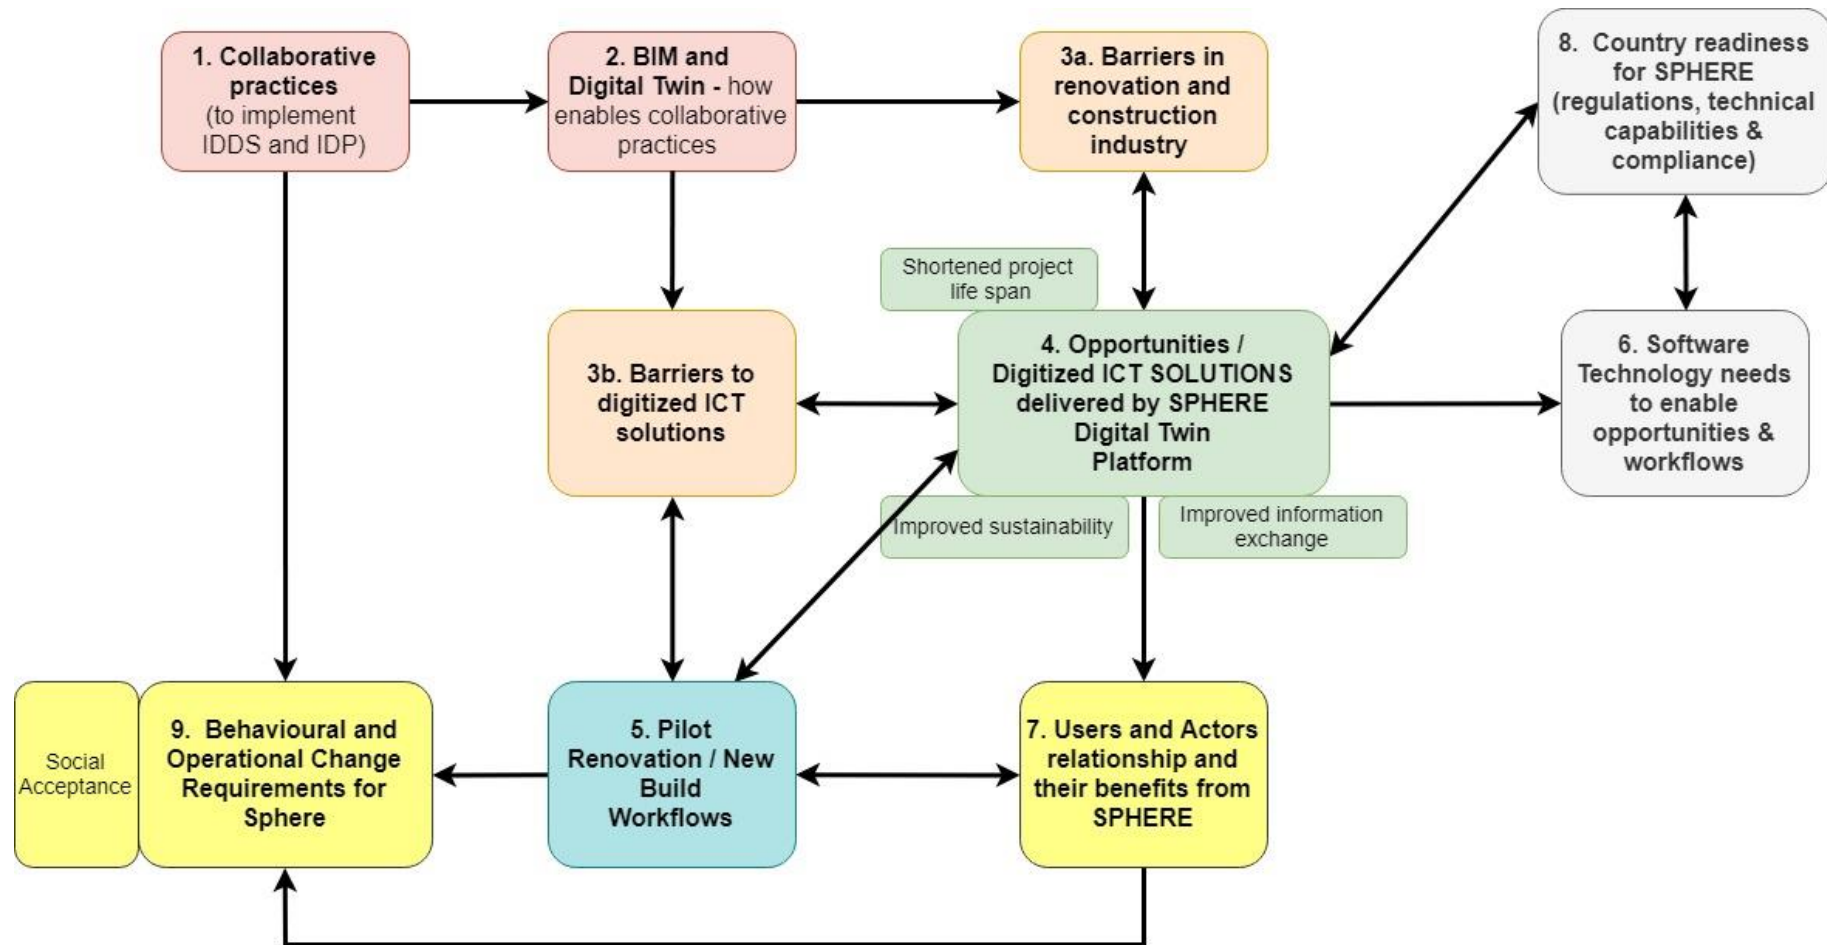 1. Collaborative
practices
(to implement
IDDS and IDP)
2. BIM and
Digital Twin - how
enables collaborative
practices
3a. Barriers in
renovation and
construction
industry
8. Country readiness
for SPHERE
(regulations, technical
capabilities &
compliance)
Shortened project
life span
3b. Barriers to
digitized ICT
solutions
4. Opportunities /
Digitized ICT SOLUTIONS
delivered by SPHERE
Digital Twin
Platform
6. Software
Technology needs
to enable
opportunities &
workflows
Improved sustainability
Improved information
exchange
Social
Acceptance
9. Behavioural and
Operational Change
Requirements for
Sphere
5. Pilot
Renovation / New
Build
Workflows
7. Users and Actors
relationship and
their benefits from
SPHERE